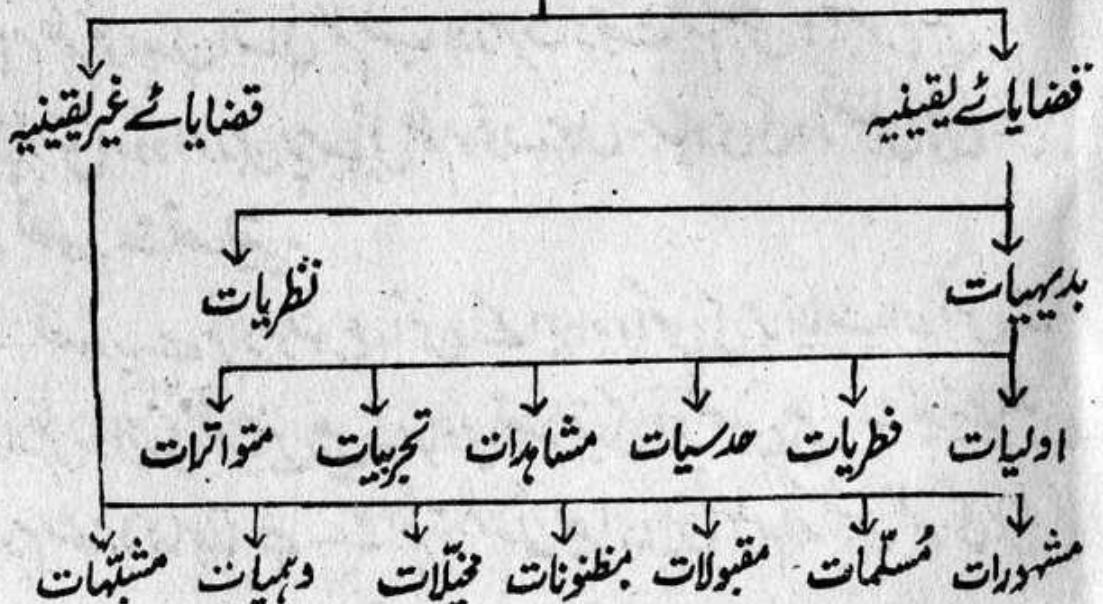 قضایائے یقینیہ قضایائے غیر یقینیہ
بدیہیات نظریات
اولیات فطریات حدسیات مشاہدات تجربیات متواترات
مشہورات مُسلّمات مقبولات مظنونات مخیّلات وہمیات مشبّہات